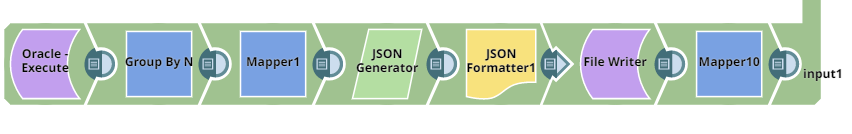 Oracle -
Execute
Group By N
Mapper1
JSON
Generator
JSON
Formatter1
File Writer
Mapper10
input1